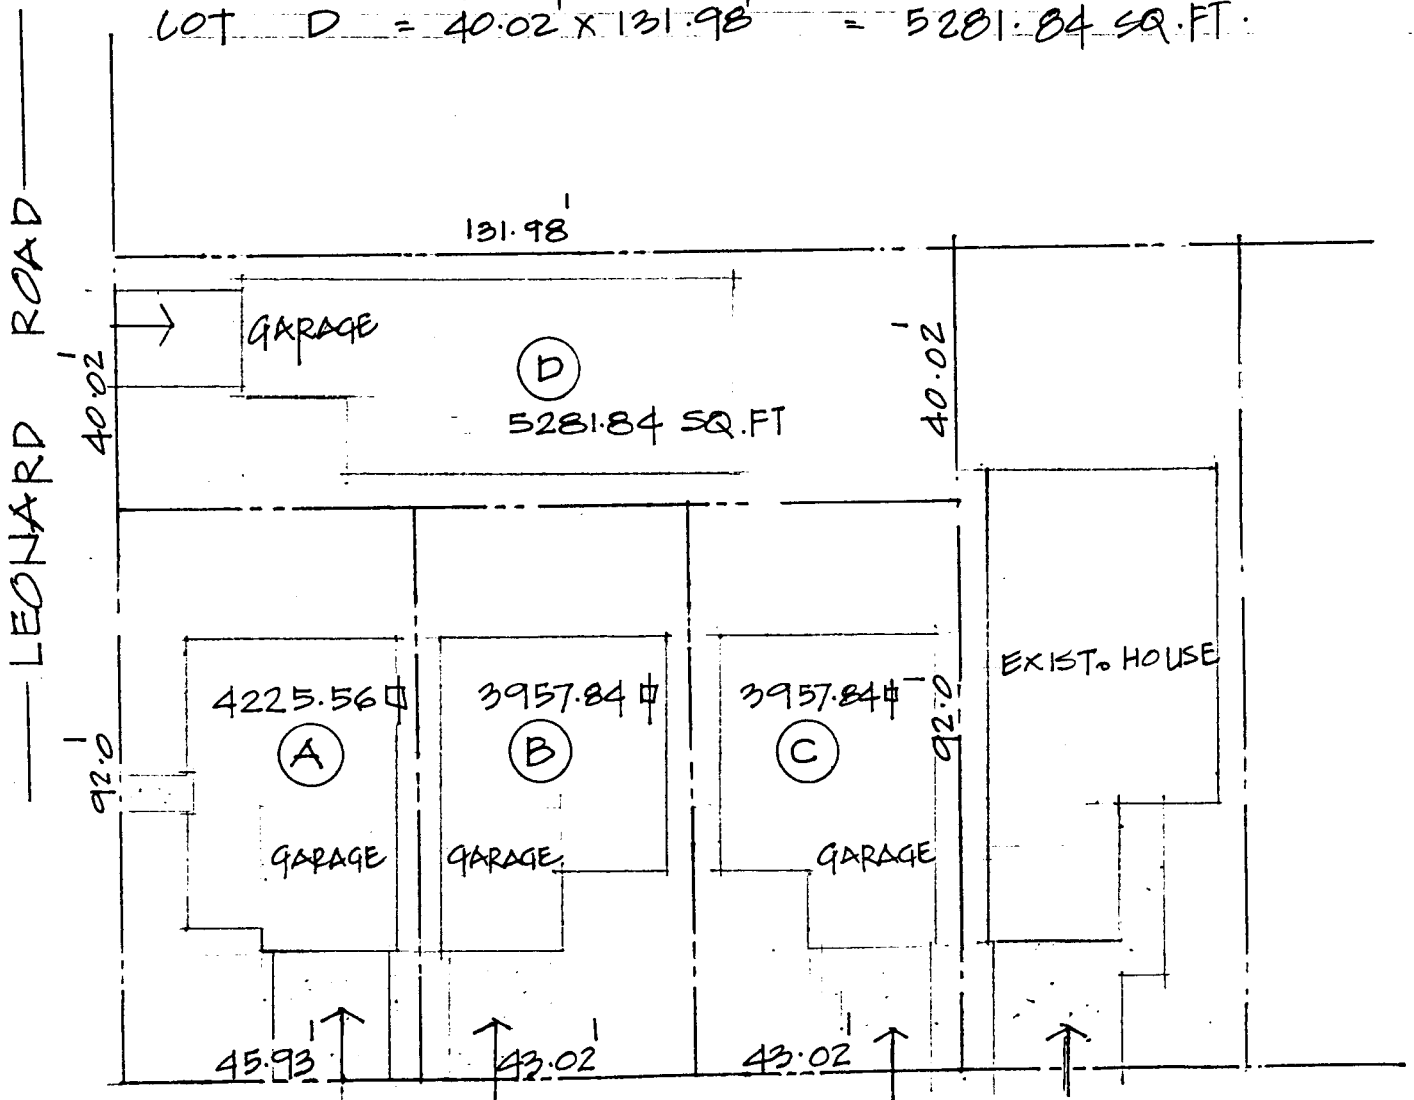 LOT D = 40.02' x 131.98' = 5281.84 SQ.FT.
LEONARD ROAD
131.98'
GARAGE
D
40.02'
40.02'
5281.84 SQ.FT
EXIST. HOUSE
4225.56
3957.84
3957.84
A
B
C
92.0'
92.0'
GARAGE
GARAGE
GARAGE
45.93'
43.02'
43.02'